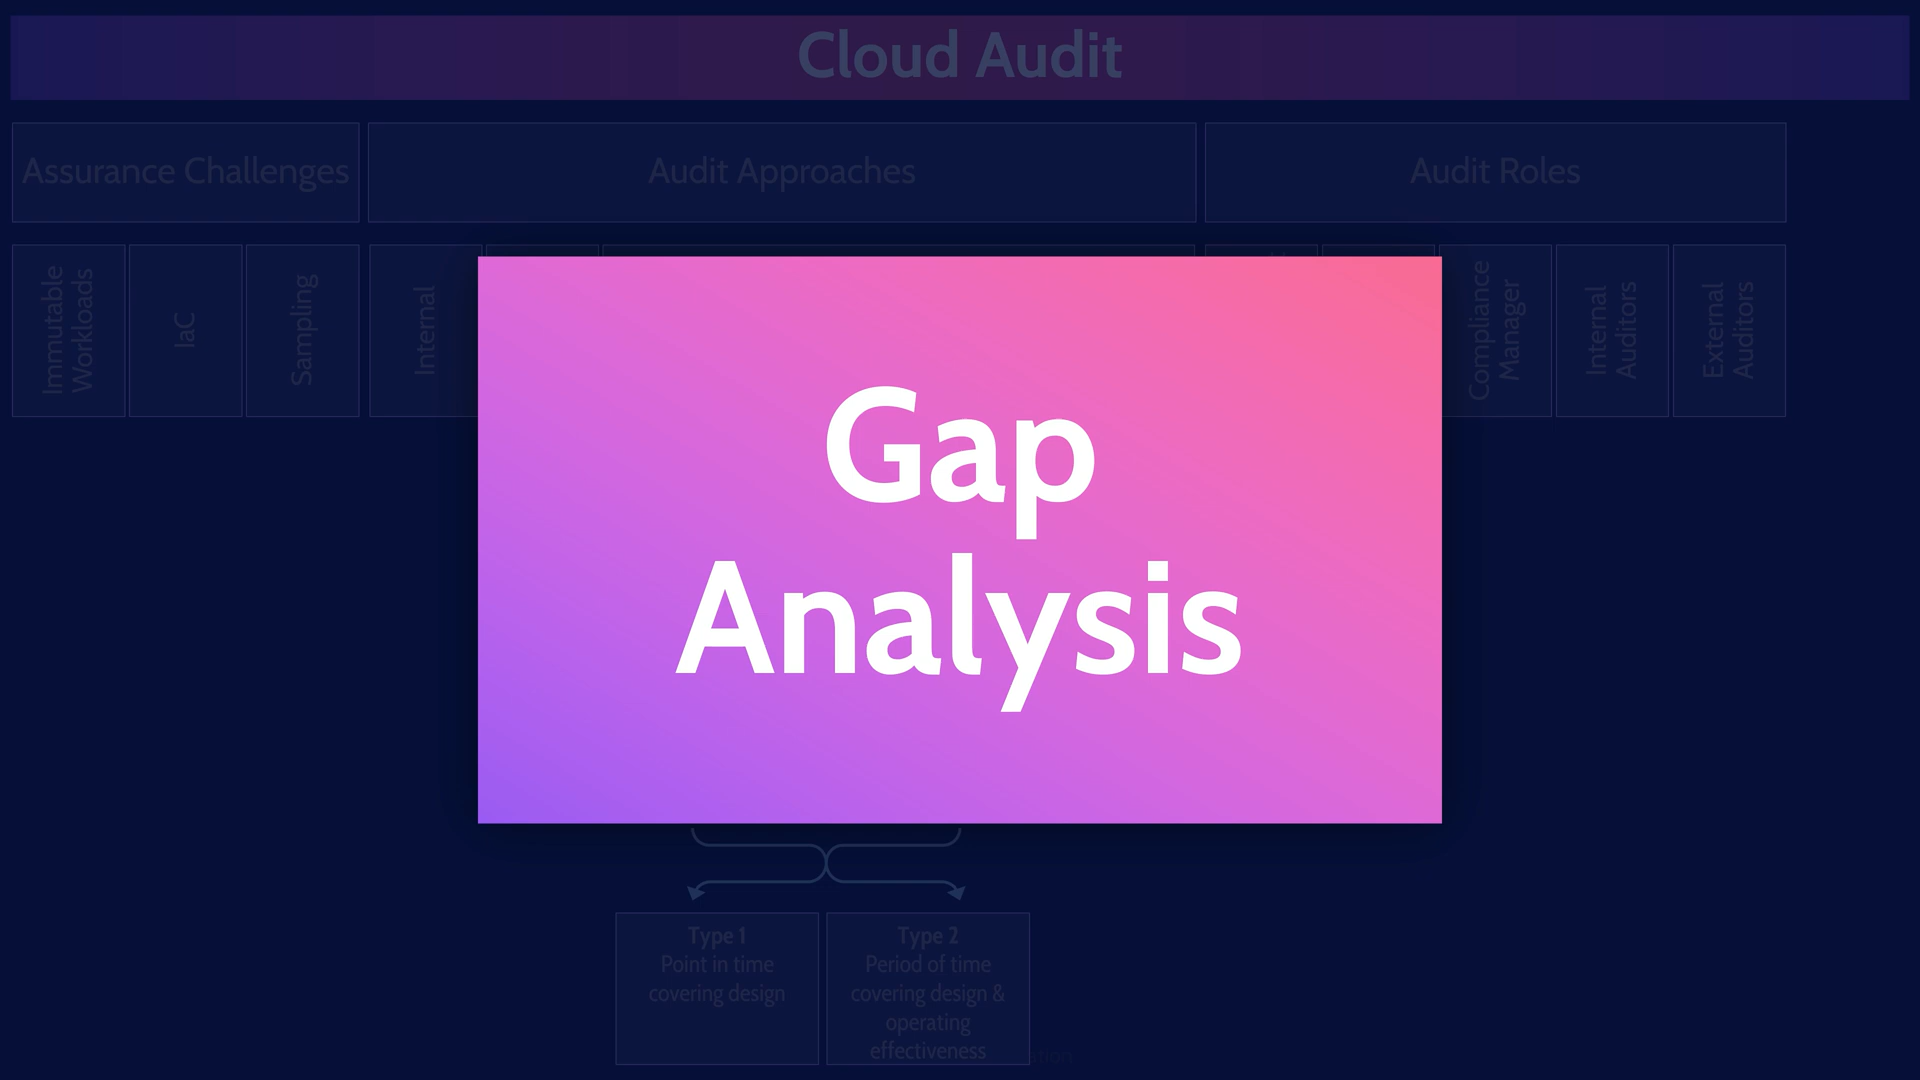 Cloud Audit
Assurance Challenges
Audit Approaches
Audit Roles
Immutable
Workloads
IaC
Sampling
Internal
Compliance
Manager
Internal
Auditors
External
Auditors
Gap
Analysis
Type 1
Point in time
covering design
Type 2
Period of time
covering design &
operating
effectiveness